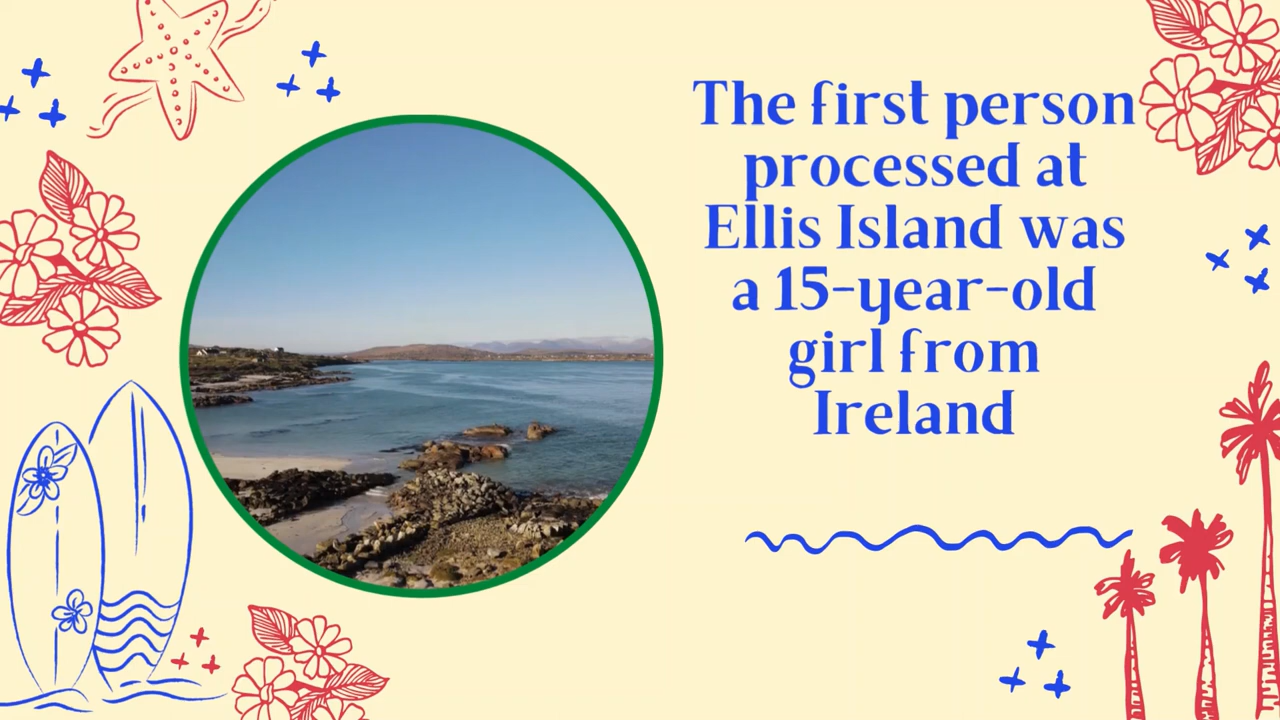 The first person
processed at
Ellis Island was
a 15-year-old
girl from
Ireland